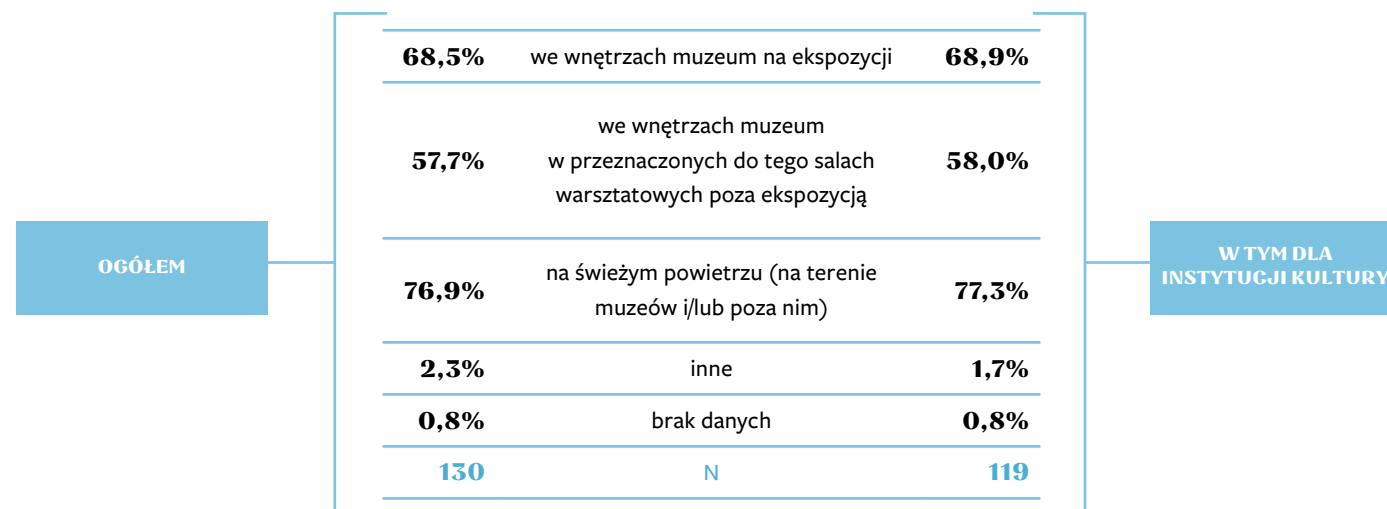 68,5% we wnętrzach muzeum na ekspozycji 68,9%
we wnętrzach muzeum
57,7% w przeznaczonych do tego salach 58,0%
warsztatowych poza ekspozycją
OGÓŁEM
76,9% na świeżym powietrzu (na terenie 77,3%
muzeów i/lub poza nim)
W TYM DLA
INSTYTUCJI KULTURY
2,3% inne 1,7%
0,8% brak danych 0,8%
130 N 119